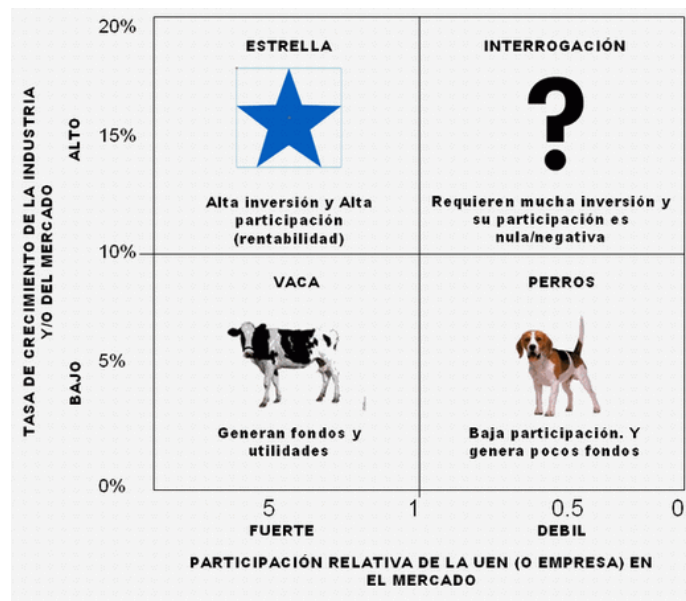 TASA DE CRECIMIENTO DE LA INDUSTRIA
Y/O DEL MERCADO
ALTO
BAJO
20%
15%
10%
5%
0%
ESTRELLA
Alta inversión y Alta
participación
(rentabilidad)
INTERROGACIÓN
?
Requieren mucha inversión y
su participación es
nula/negativa
VACA
Generan fondos y
utilidades
PERROS
Baja participación. Y
genera pocos fondos
5
1
0.5
0
FUERTE
DEBIL
PARTICIPACIÓN RELATIVA DE LA UEN (O EMPRESA) EN
EL MERCADO